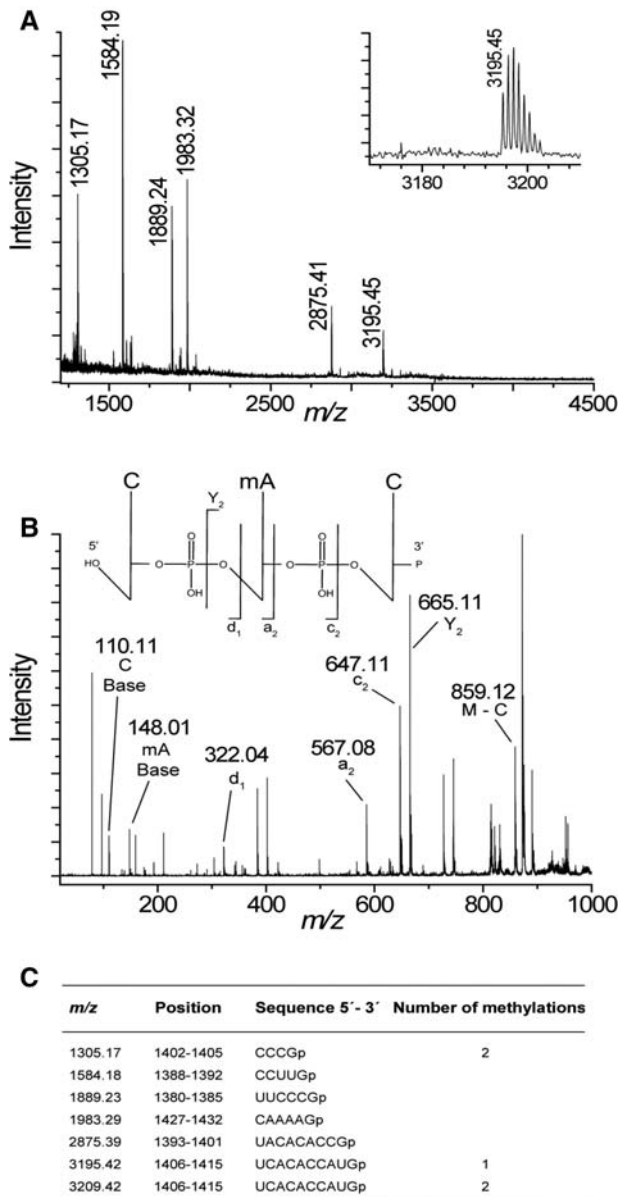 A
Intensity
1305.17
1584.19
1889.24
1983.32
2875.41
3195.45
1500
2500
3500
4500
m/z
3195.45
3180
3200
B
C
mA
C
Y2
5'
HO
O
P
O
OH
O
O
P
O
OH
O
3'
P
d1
a2
c2
Intensity
110.11
C
Base
148.01
mA
Base
322.04
d1
567.08
a2
647.11
c2
665.11
Y2
859.12
M - C
200
400
600
800
1000
m/z
C
m/z Position Sequence 5´- 3´ Number of methylations
1305.17 1402-1405 CCCGp 2
1584.18 1388-1392 CCUUGp
1889.23 1380-1385 UUCCCGp
1983.29 1427-1432 CAAAAGp
2875.39 1393-1401 UACACACCGp
3195.42 1406-1415 UCACACCAUGp 1
3209.42 1406-1415 UCACACCAUGp 2